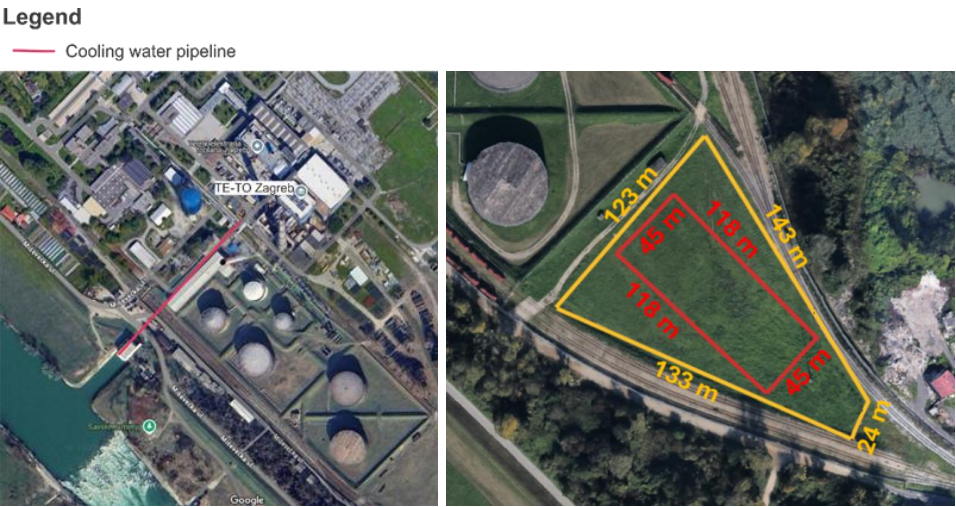 Legend
Cooling water pipeline
TE-TO Zagreb
Google
123 m
143 m
45 m
118 m
118 m
45 m
133 m
24 m